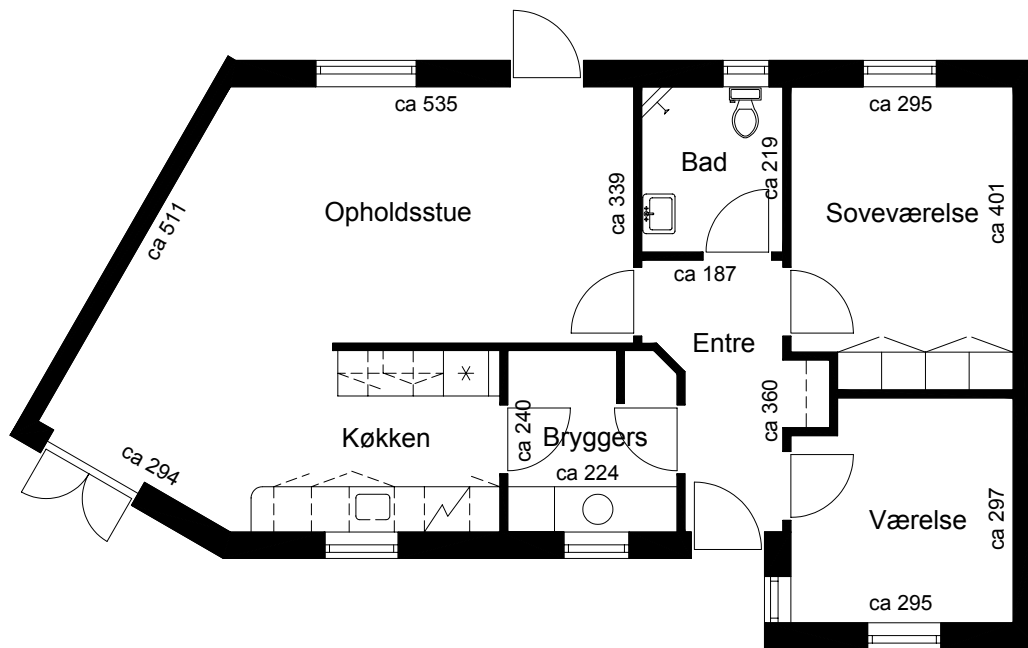 ca 535
ca 295
Bad
ca 219
ca 511
Opholdsstue
ca 339
Soveværelse
ca 401
ca 187
Entre
ca 360
Køkken
ca 240
Bryggers
ca 294
ca 224
Værelse
ca 297
ca 295